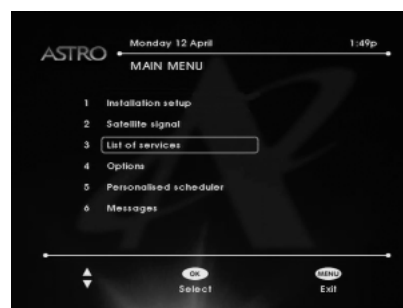 Monday 12 April 1:49p
ASTRO
MAIN MENU
1 Installation setup
2 Satellite signal
3 List of services
4 Options
5 Personalised scheduler
6 Messages
OK MENU
Select Exit